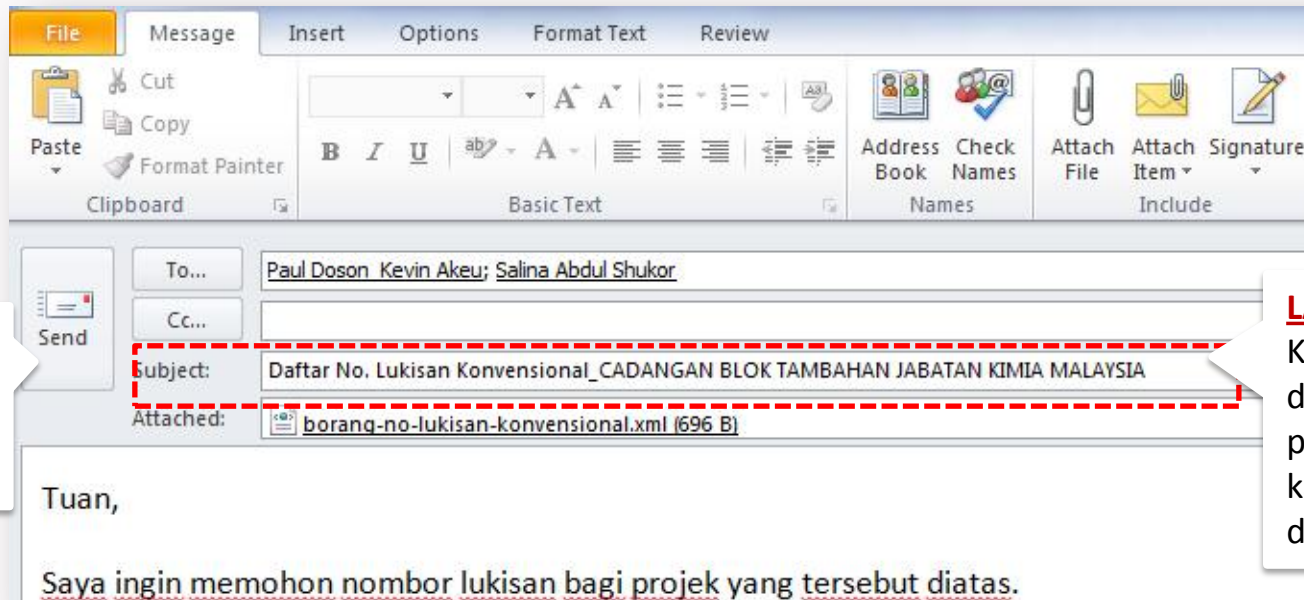 File Message Insert Options Format Text Review
Paste
Cut
Copy
Format Painter
Clipboard
B I U
Basic Text
Address Book
Check Names
Names
Attach File
Attach Item
Signature
Include
Send
To... Paul Doson Kevin Akeu; Salina Abdul Shukor
Cc...
Subject: Daftar No. Lukisan Konvensional_CADANGAN BLOK TAMBAHAN JABATAN KIMIA MALAYSIA
Attached: borang-no-lukisan-konvensional.xml (696 B)
Tuan,
Saya ingin memohon nombor lukisan bagi projek yang tersebut diatas.